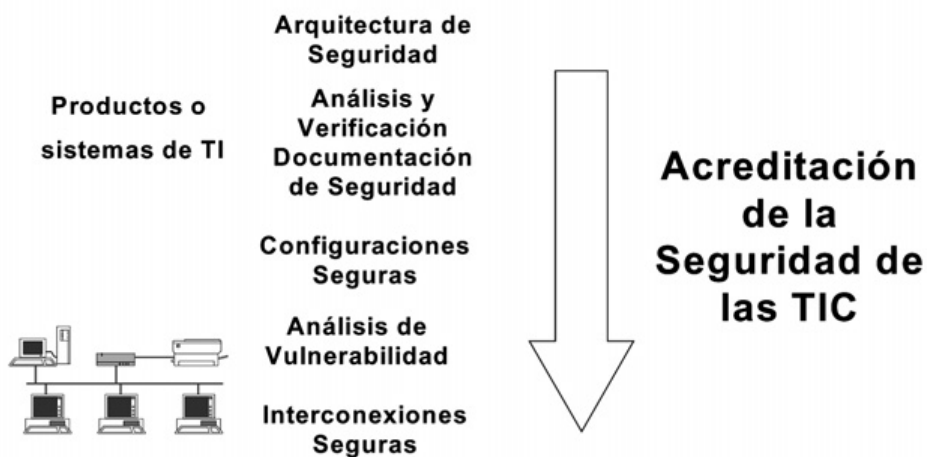 Productos o
sistemas de TI
Arquitectura de
Seguridad
Análisis y
Verificación
Documentación
de Seguridad
Configuraciones
Seguras
Análisis de
Vulnerabilidad
Interconexiones
Seguras
Acreditación
de la
Seguridad de
las TIC